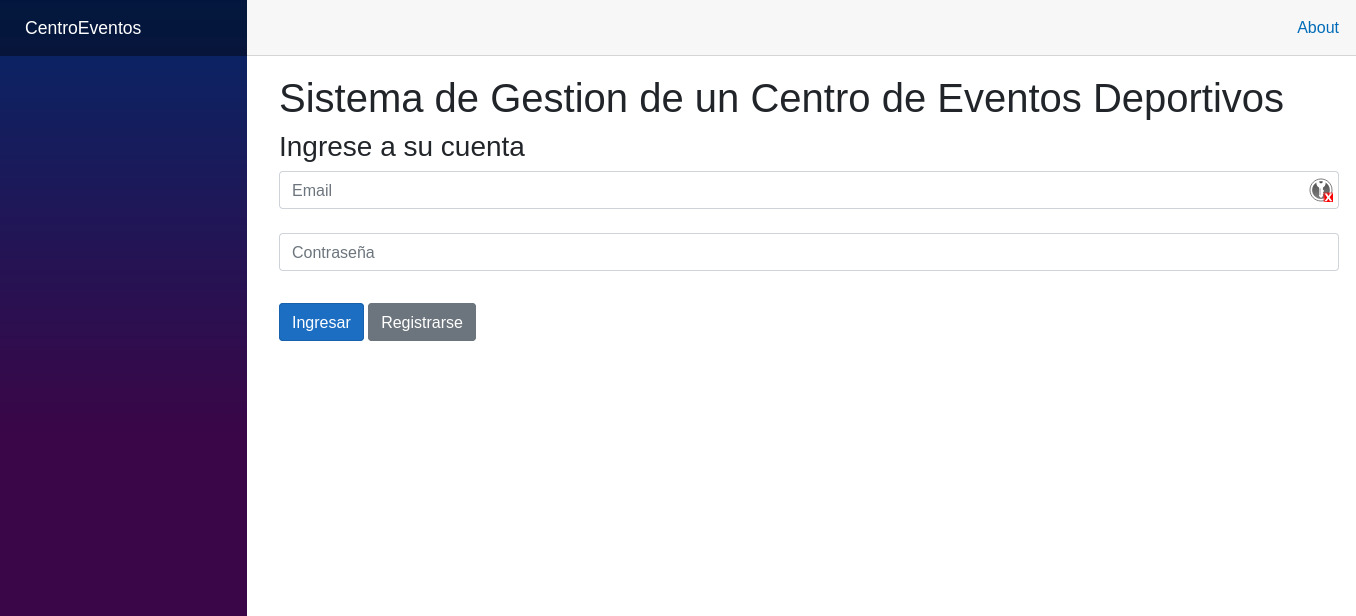 CentroEventos
About
Sistema de Gestion de un Centro de Eventos Deportivos
Ingrese a su cuenta
Email
Contraseña
Ingresar Registrarse